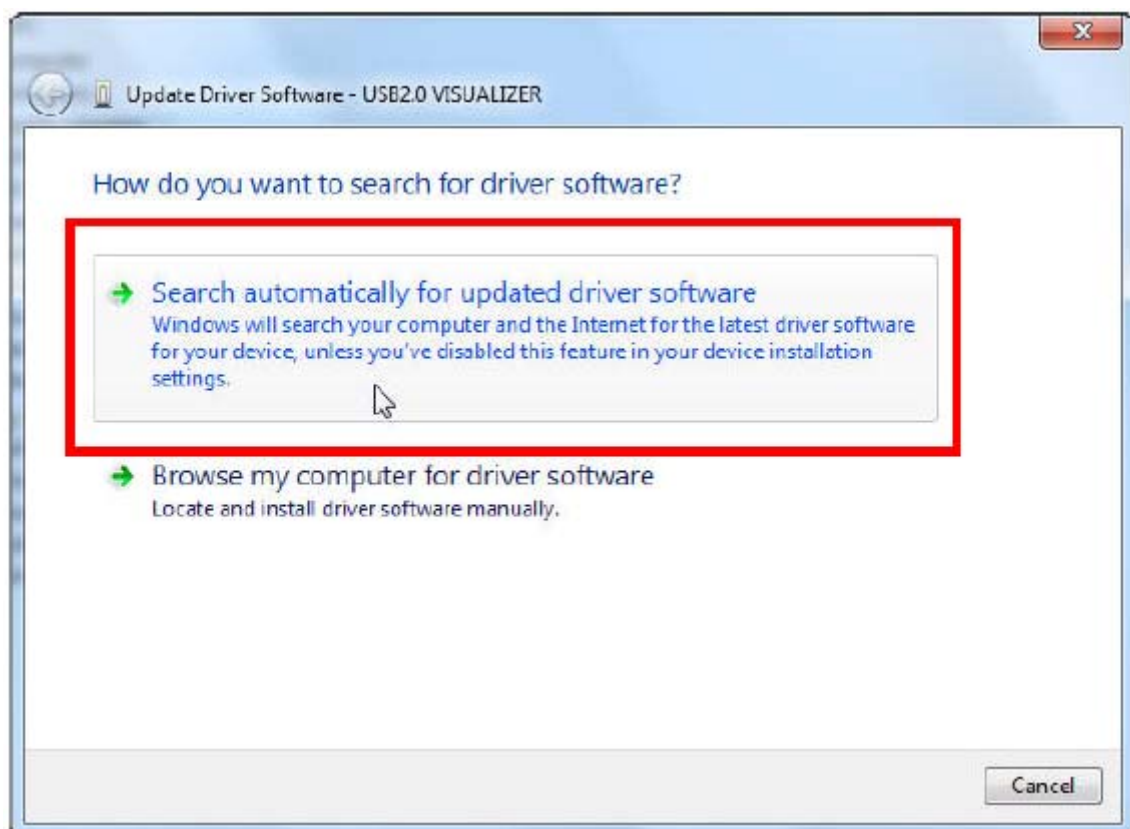 Update Driver Software - USB2.0 VISUALIZER
How do you want to search for driver software?
Search automatically for updated driver software
Windows will search your computer and the Internet for the latest driver software
for your device, unless you've disabled this feature in your device installation
settings.
Browse my computer for driver software
Locate and install driver software manually.
Cancel